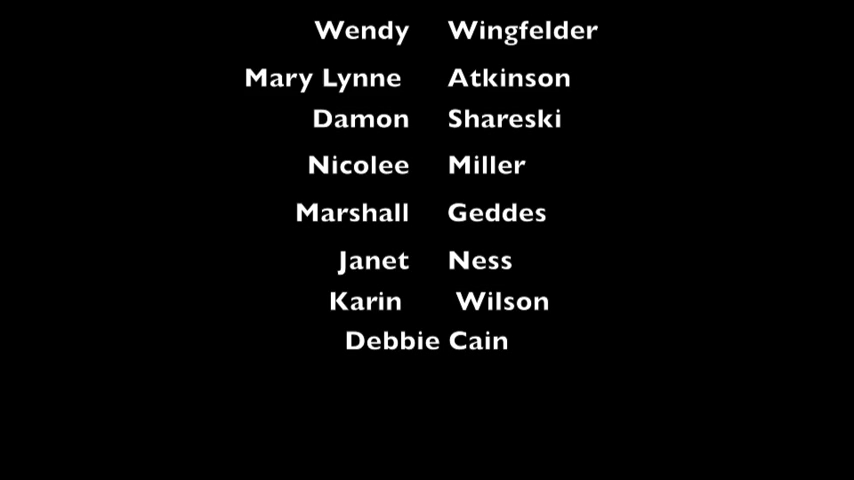 Wendy Wingfelder
Mary Lynne Atkinson
Damon Shareski
Nicolee Miller
Marshall Geddes
Janet Ness
Karin Wilson
Debbie Cain